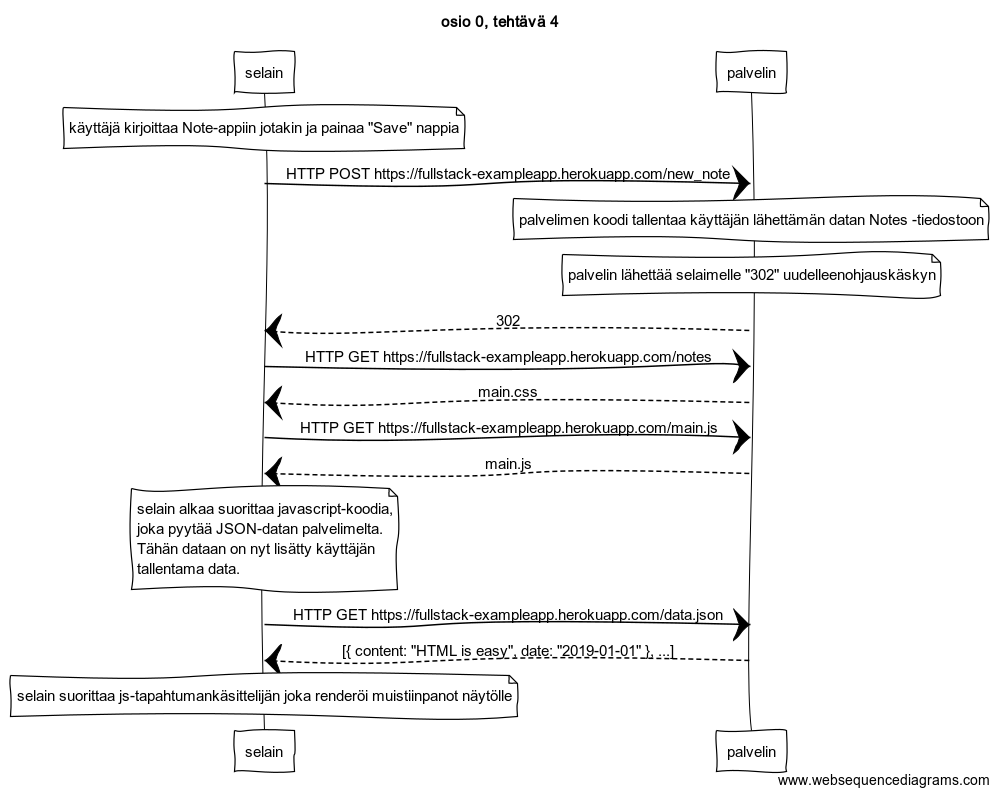 osio 0, tehtävä 4
selain
palvelin
käyttäjä kirjoittaa Note-appiin jotakin ja painaa "Save" nappia
HTTP POST https://fullstack-exampleapp.herokuapp.com/new_note
palvelimen koodi tallentaa käyttäjän lähettämän datan Notes -tiedostoon
palvelin lähettää selaimelle "302" uudelleenohjauskäskyn
302
HTTP GET https://fullstack-exampleapp.herokuapp.com/notes
main.css
HTTP GET https://fullstack-exampleapp.herokuapp.com/main.js
main.js
selain alkaa suorittaa javascript-koodia,
joka pyytää JSON-datan palvelimelta.
Tähän dataan on nyt lisätty käyttäjän
tallentama data.
HTTP GET https://fullstack-exampleapp.herokuapp.com/data.json
[{ content: "HTML is easy", date: "2019-01-01" }, ...]
selain suorittaa js-tapahtumankäsittelijän joka renderöi muistiinpanot näytölle
selain
palvelin
www.websequencediagrams.com